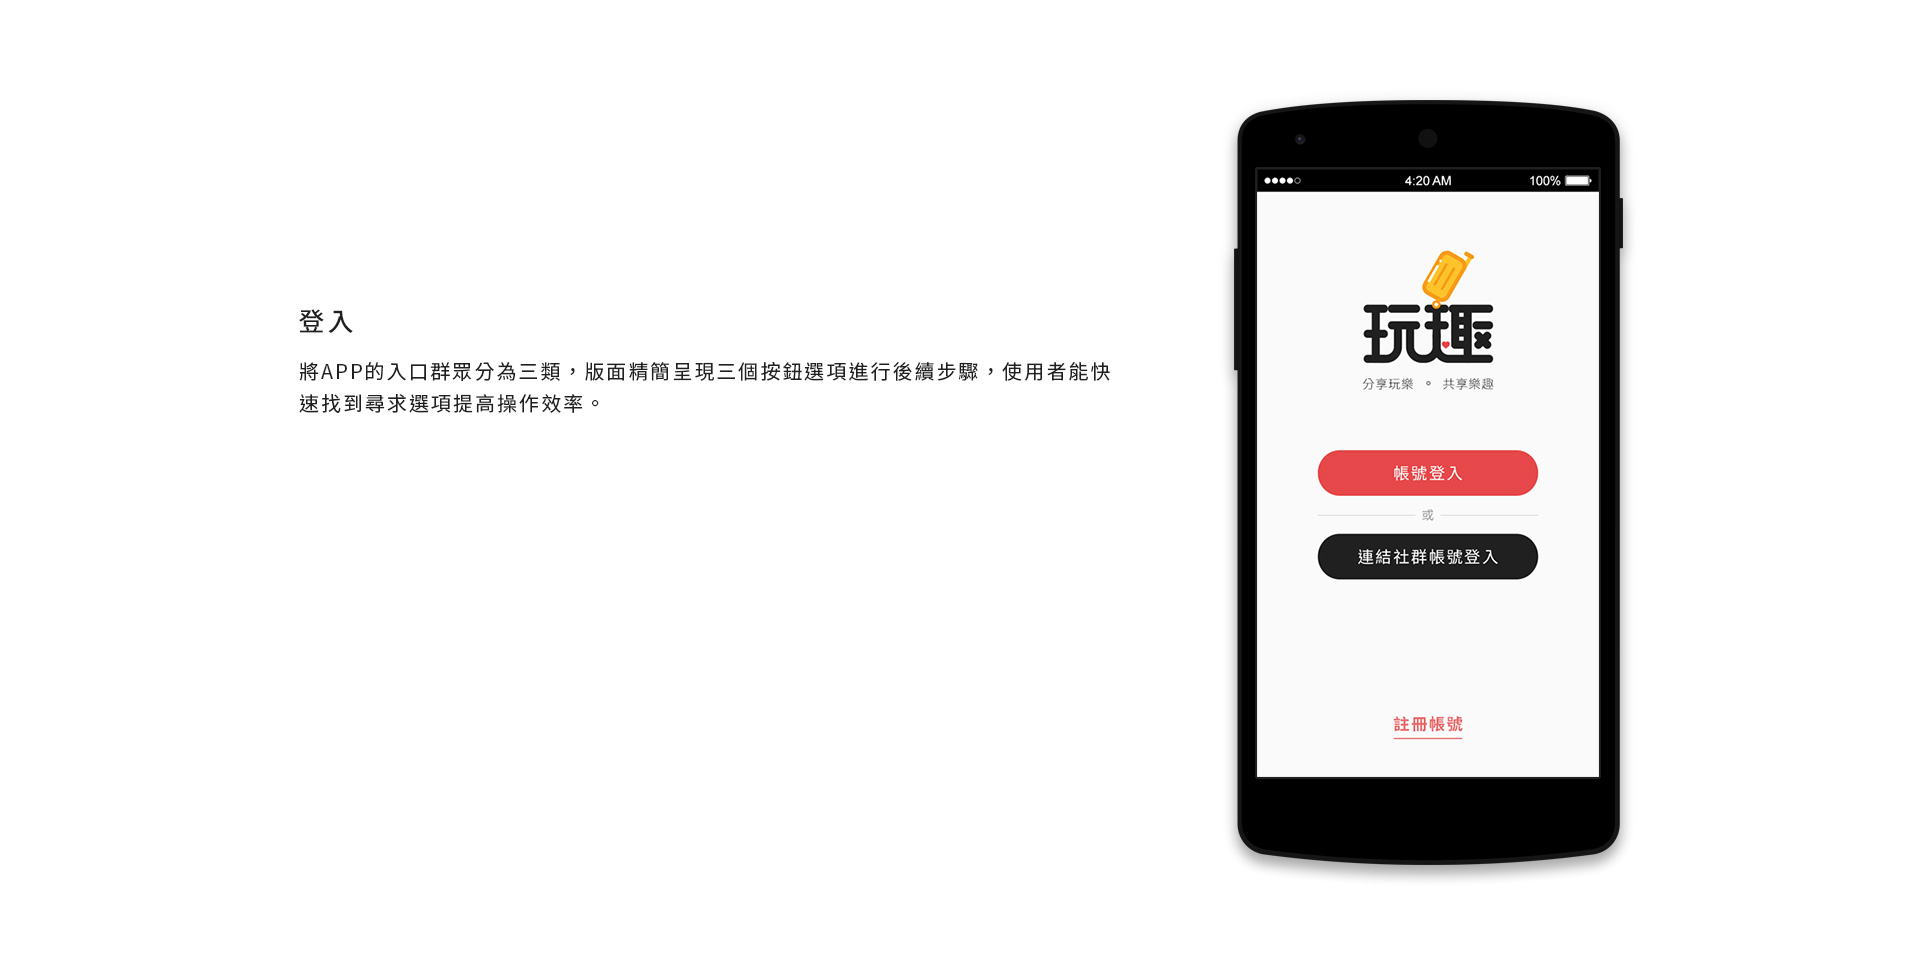 登入
將APP的入口群眾分為三類，版面精簡呈現三個按鈕選項進行後續步驟，使用者能快
速找到尋求選項提高操作效率。
4:20 AM
100%
玩趣
分享玩樂 。 共享樂趣
帳號登入
或
連結社群帳號登入
註冊帳號